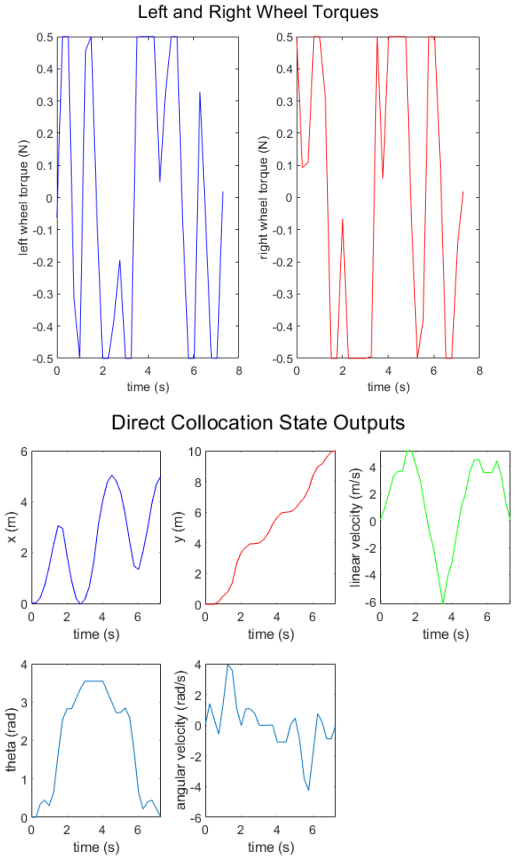 Left and Right Wheel Torques
0.5
0.4
0.3
0.2
0.1
0
-0.1
-0.2
-0.3
-0.4
-0.5
left wheel torque (N)
0 2 4 6 8
time (s)
0.5
0.4
0.3
0.2
0.1
0
-0.1
-0.2
-0.3
-0.4
-0.5
right wheel torque (N)
0 2 4 6 8
time (s)
Direct Collocation State Outputs
6
4
2
0
x (m)
0 2 4 6
time (s)
10
8
6
4
2
0
y (m)
0 2 4 6
time (s)
4
2
0
-2
-4
-6
linear velocity (m/s)
0 2 4 6
time (s)
4
3
2
1
0
theta (rad)
0 2 4 6
time (s)
4
2
0
-2
-4
-6
angular velocity (rad/s)
0 2 4 6
time (s)